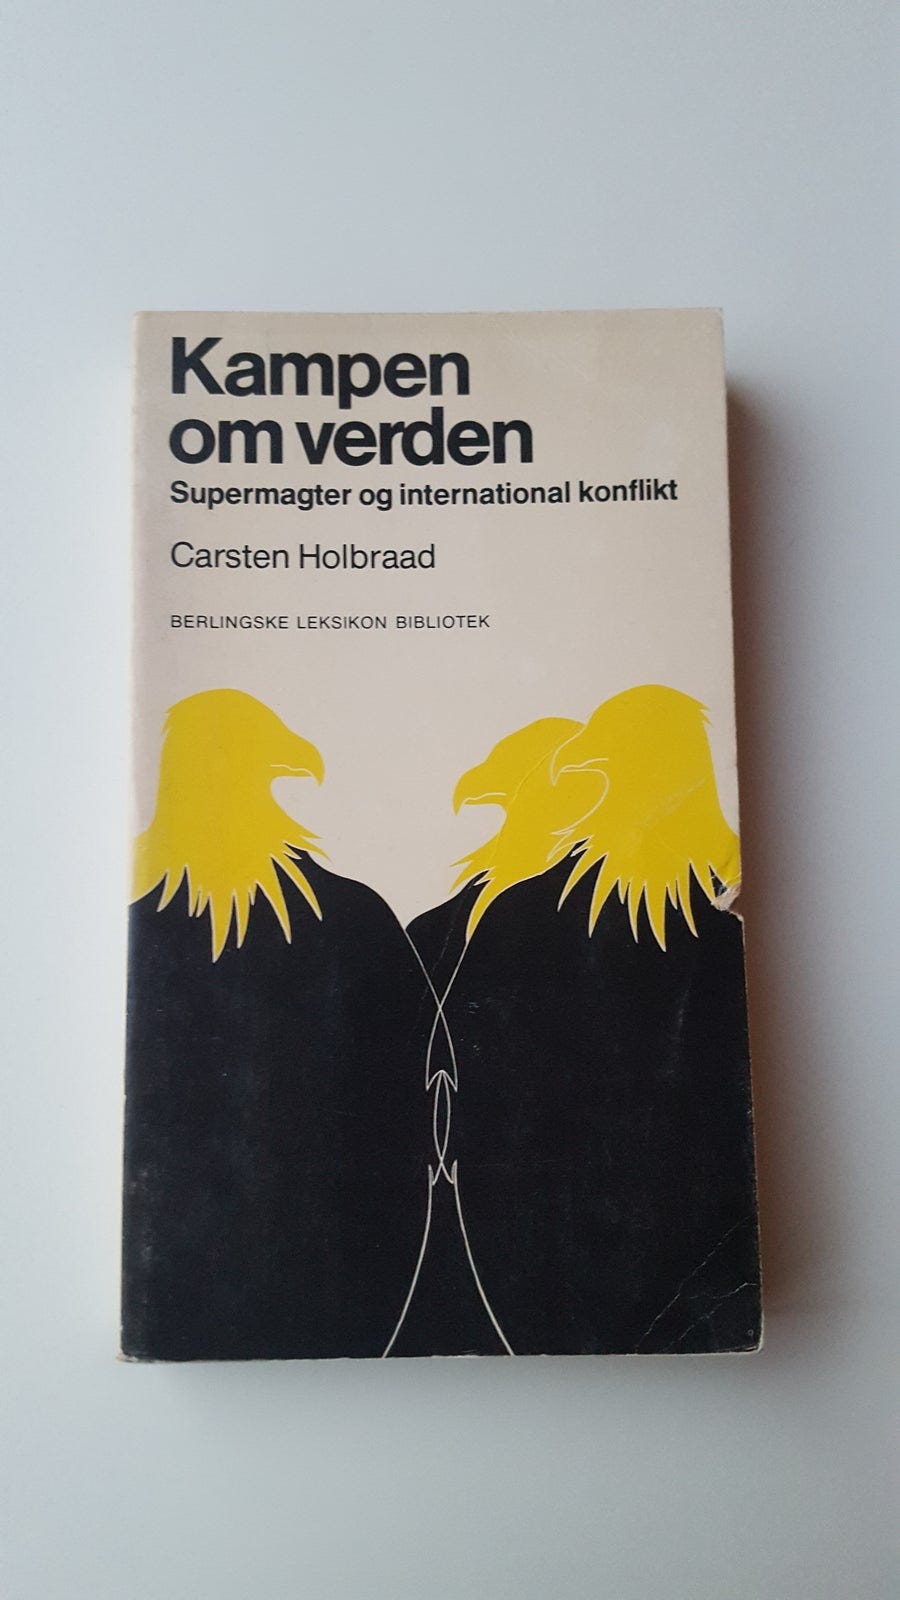 Kampen
om verden
Supermagter og international konflikt
Carsten Holbraad
BERLINGSKE LEKSIKON BIBLIOTEK